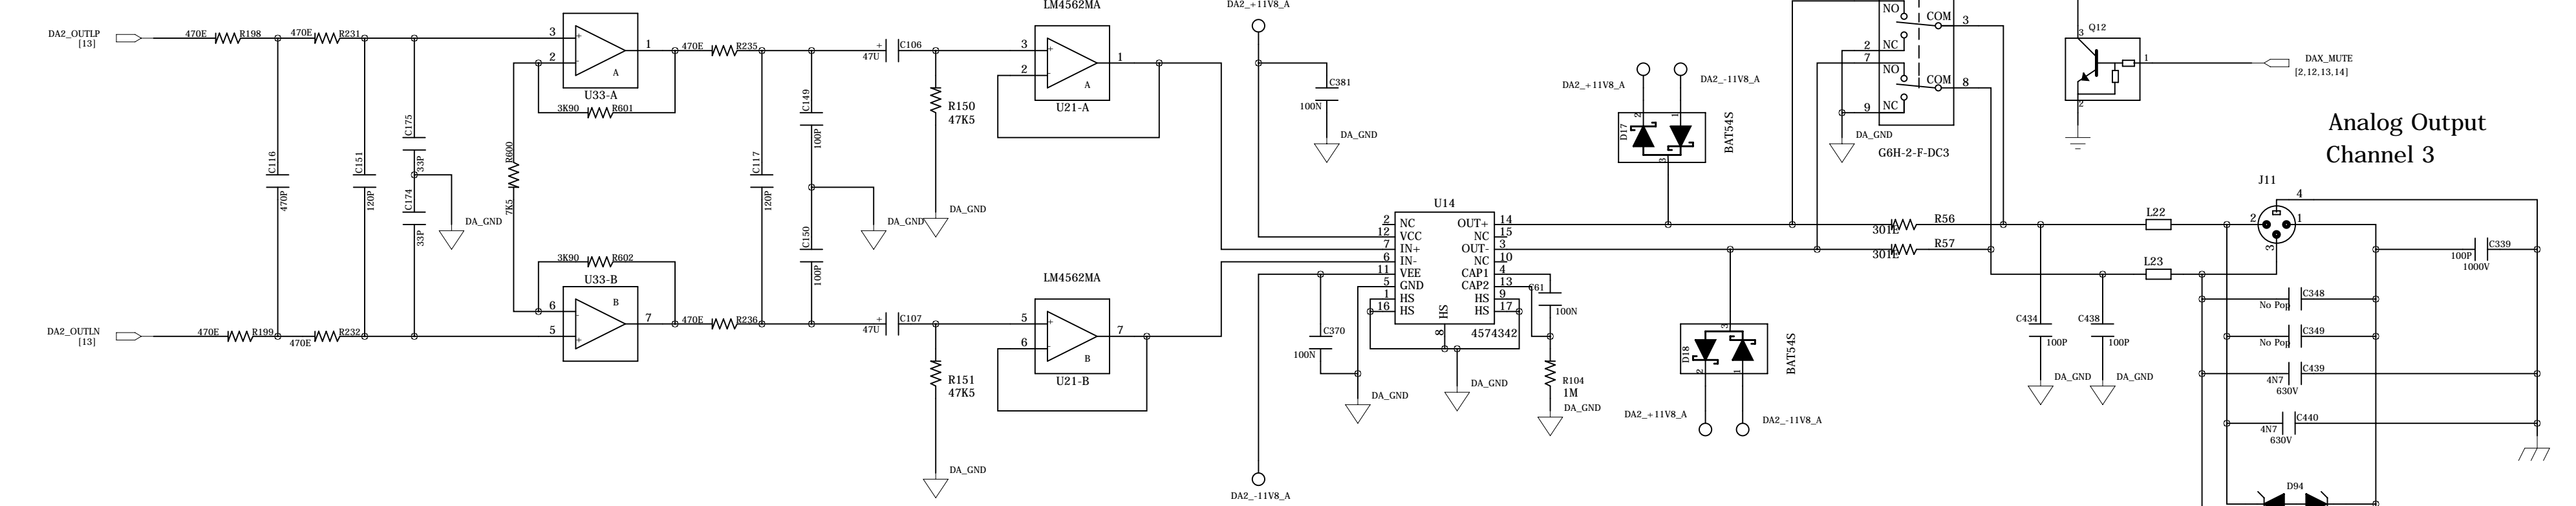 LM4562MA
DA2_+11V8_A
NO
COM
3
DA2_OUTLP
[13]
470E
R198
470E
R231
3
2
1
A
U33-A
3K90
R601
470E
R235
+
47U
C106
3
2
1
A
U21-A
R150
47K5
C381
100N
DA_GND
DA2_+11V8_A
DA2_-11V8_A
D17
2
1
3
BAT54S
2
NC
7
NO
COM
8
9
NC
DA_GND
G6H-2-F-DC3
Q12
3
1
2
DAX_MUTE
[2,12,13,14]
Analog Output
Channel 3
C116
470P
C151
120P
C175
33P
C174
33P
DA_GND
R600
7K5
C117
120P
C149
100P
C150
100P
DA_GND
DA_GND
U14
2
NC
12
VCC
7
IN+
6
IN-
11
VEE
5
GND
1
HS
16
HS
OUT+
14
NC
15
OUT-
3
NC
10
CAP1
4
CAP2
13
HS
9
HS
17
HS
8
4574342
R56
301E
R57
301E
L22
L23
J11
4
2
1
3
C339
100P
1000V
3K90
R602
U33-B
B
6
5
7
DA2_OUTLN
[13]
470E
R199
470E
R232
470E
R236
+
47U
C107
LM4562MA
5
6
7
B
U21-B
R151
47K5
DA_GND
C370
100N
DA_GND
DA_GND
C61
100N
R104
1M
DA_GND
D18
3
2
1
BAT54S
DA2_+11V8_A
DA2_-11V8_A
C434
100P
C438
100P
DA_GND
DA_GND
C348
No Pop
C349
No Pop
C439
4N7
630V
C440
4N7
630V
D94
DA2_-11V8_A